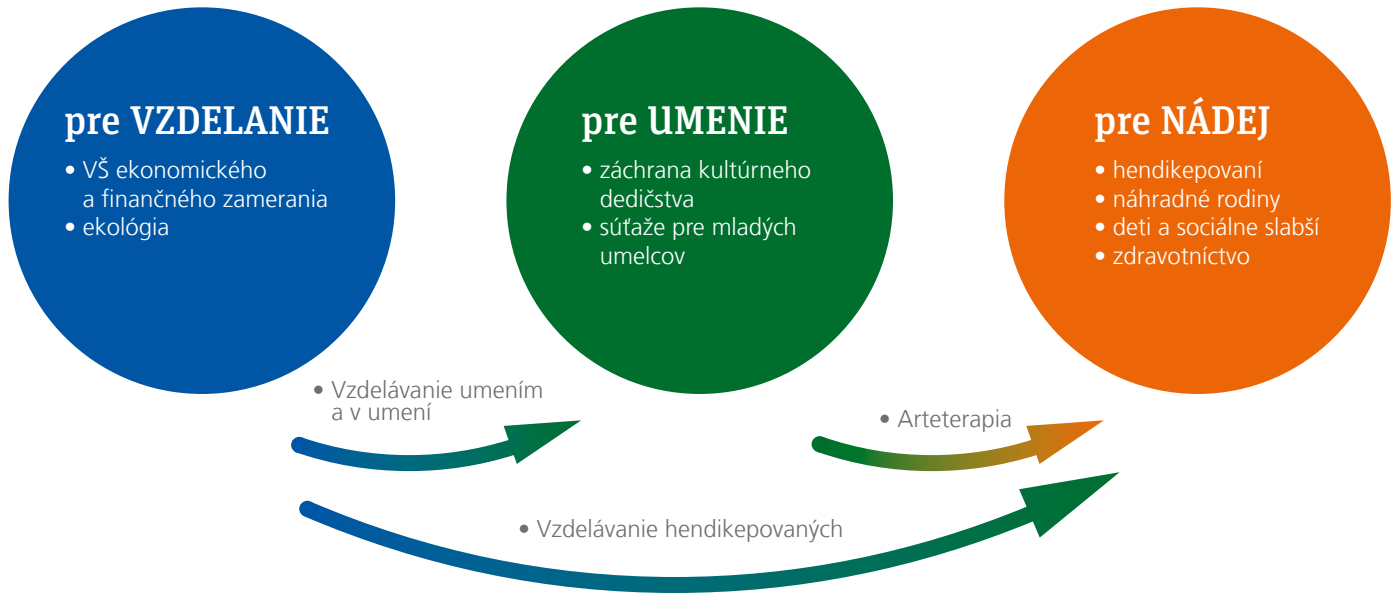 pre VZDELANIE
• VŠ ekonomického
a finančného zamerania
• ekológia
pre UMENIE
• záchrana kultúrneho
dedičstva
• súťaže pre mladých
umelcov
pre NÁDEJ
• hendikepovaní
• náhradné rodiny
• deti a sociálne slabší
• zdravotníctvo
• Vzdelávanie umením
a v umení
• Arteterapia
• Vzdelávanie hendikepovaných